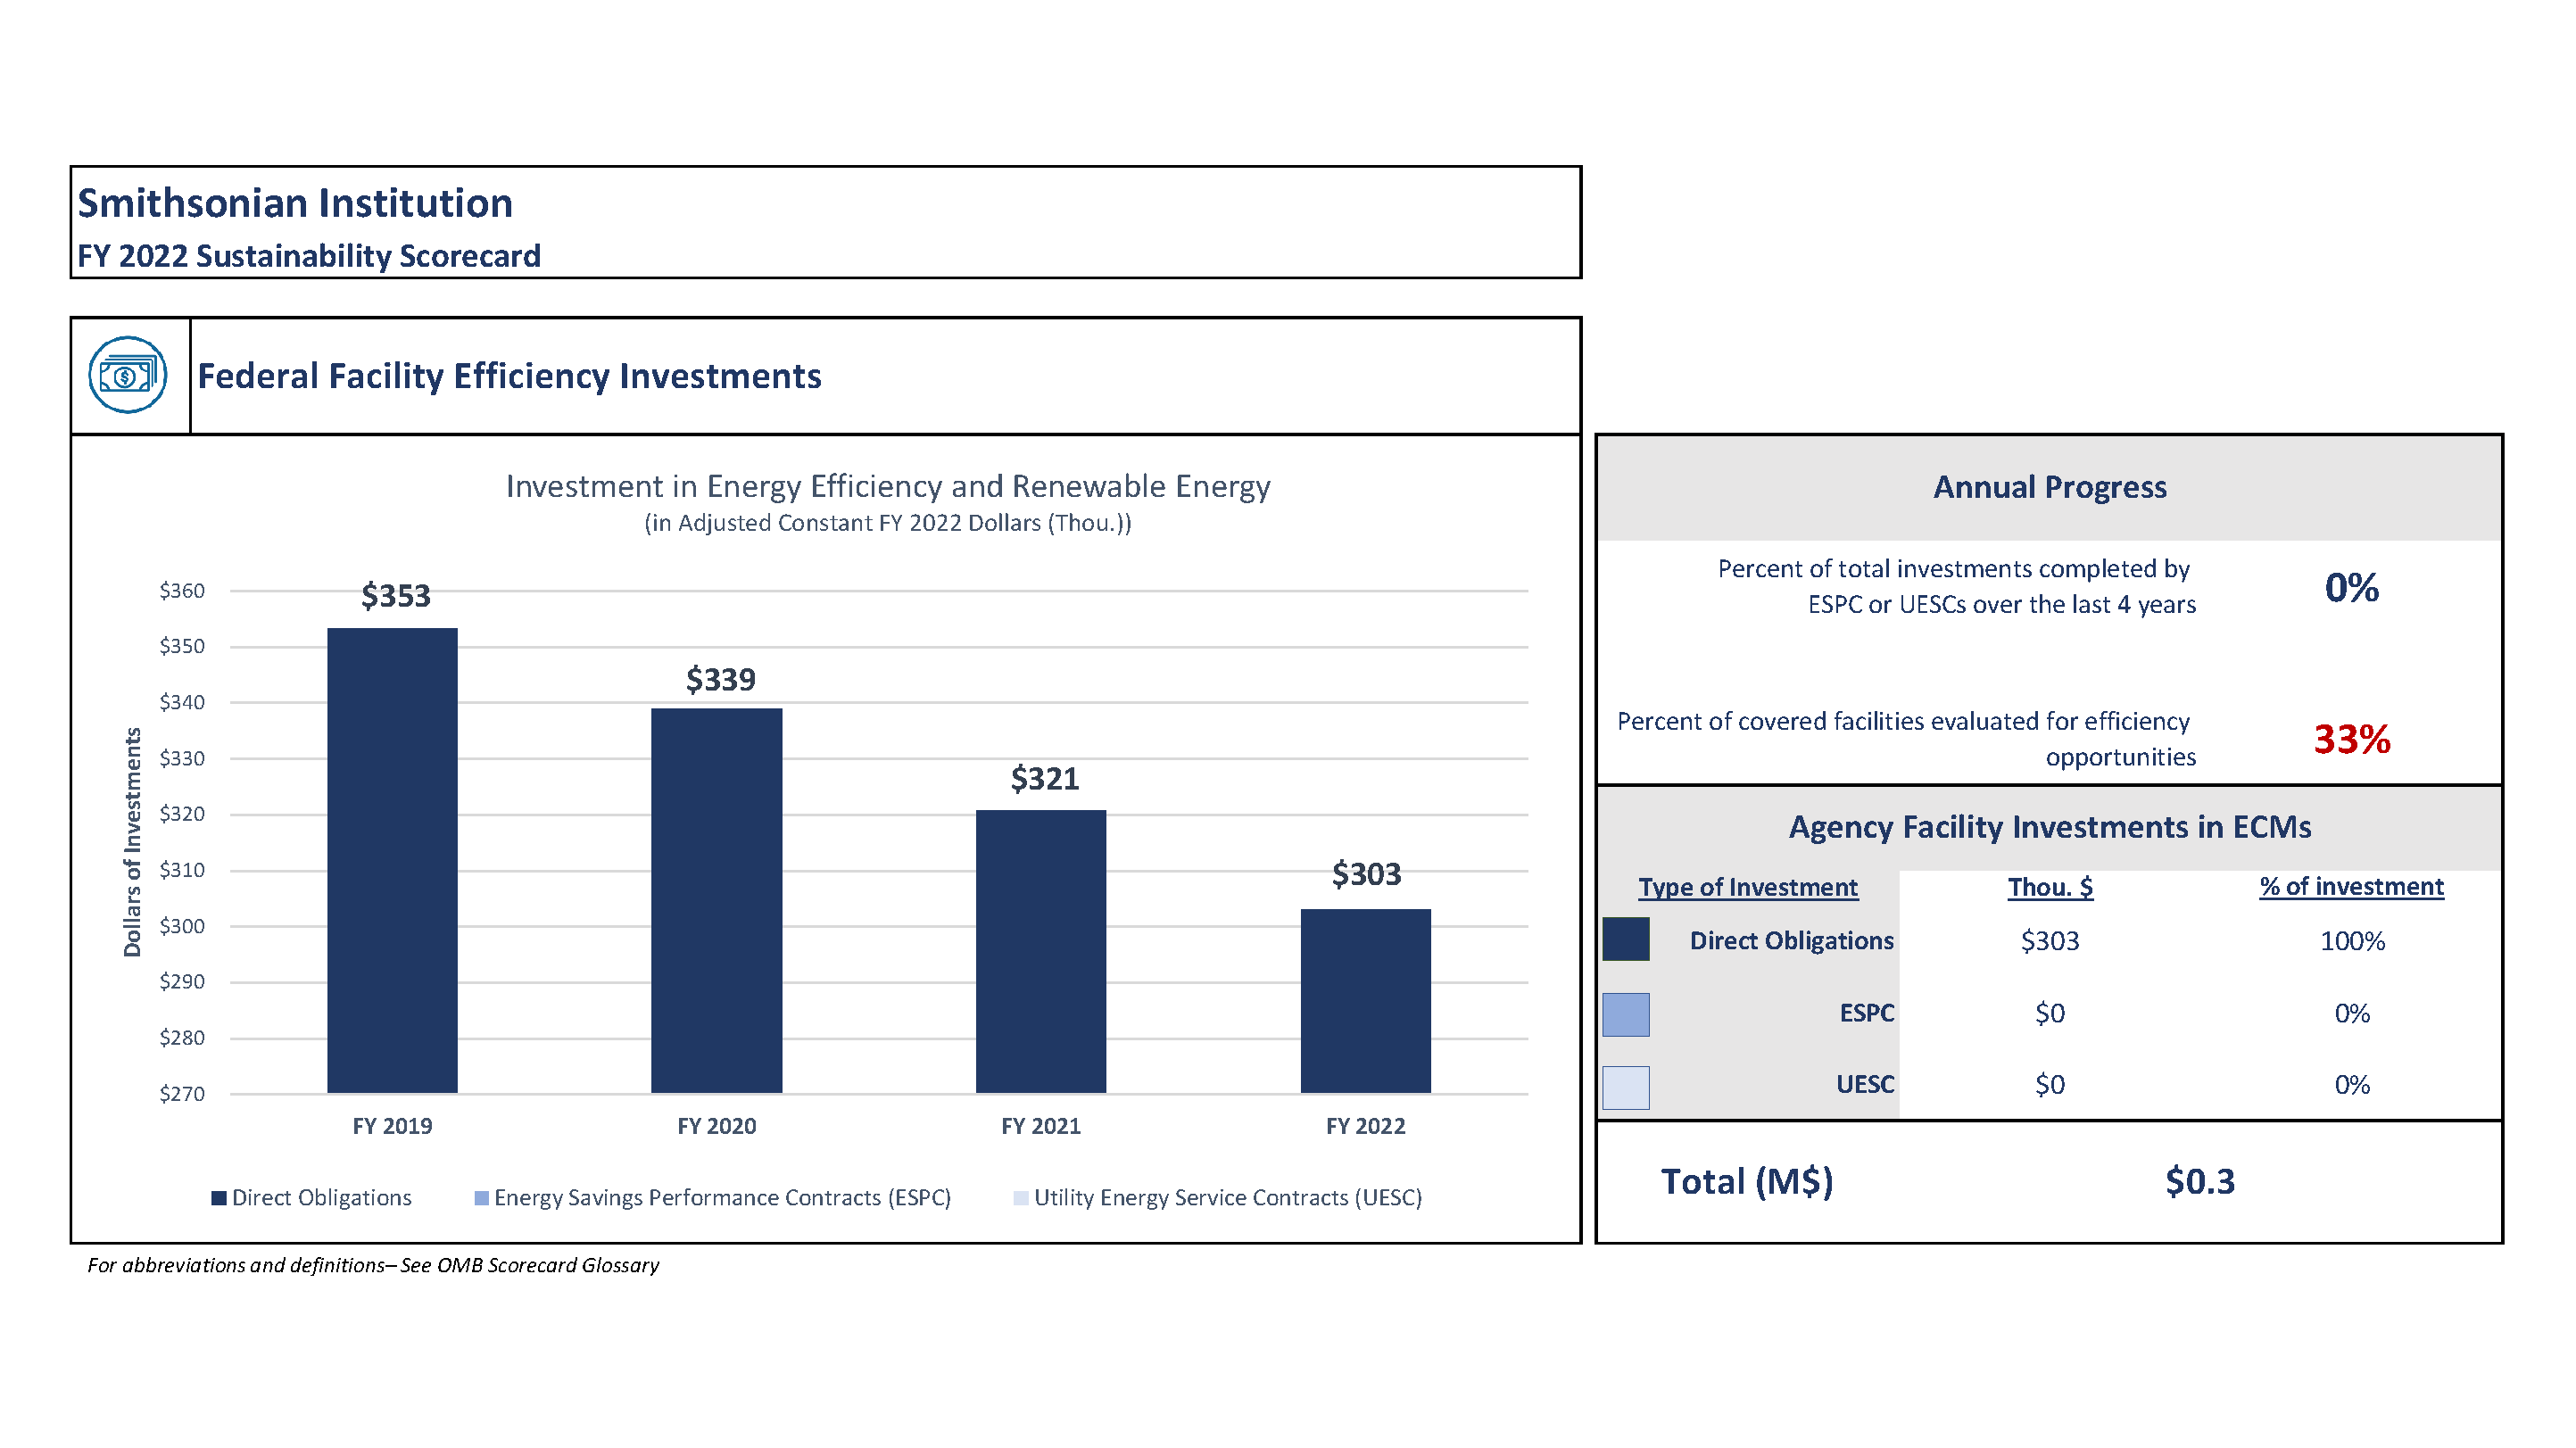 Smithsonian Institution
FY 2022 Sustainability Scorecard
Federal Facility Efficiency Investments
Investment in Energy Efficiency and Renewable Energy
(in Adjusted Constant FY 2022 Dollars (Thou.))
Dollars of Investments
$360
$350
$340
$330
$320
$310
$300
$290
$280
$270
$353
$339
$321
$303
FY 2019 FY 2020 FY 2021 FY 2022
Direct Obligations Energy Savings Performance Contracts (ESPC) Utility Energy Service Contracts (UESC)
For abbreviations and definitions– See OMB Scorecard Glossary
Annual Progress
Percent of total investments completed by
ESPC or UESCs over the last 4 years
0%
Percent of covered facilities evaluated for efficiency
opportunities
33%
Agency Facility Investments in ECMs
Type of Investment Thou. $ % of investment
Direct Obligations $303 100%
ESPC $0 0%
UESC $0 0%
Total (M$) $0.3